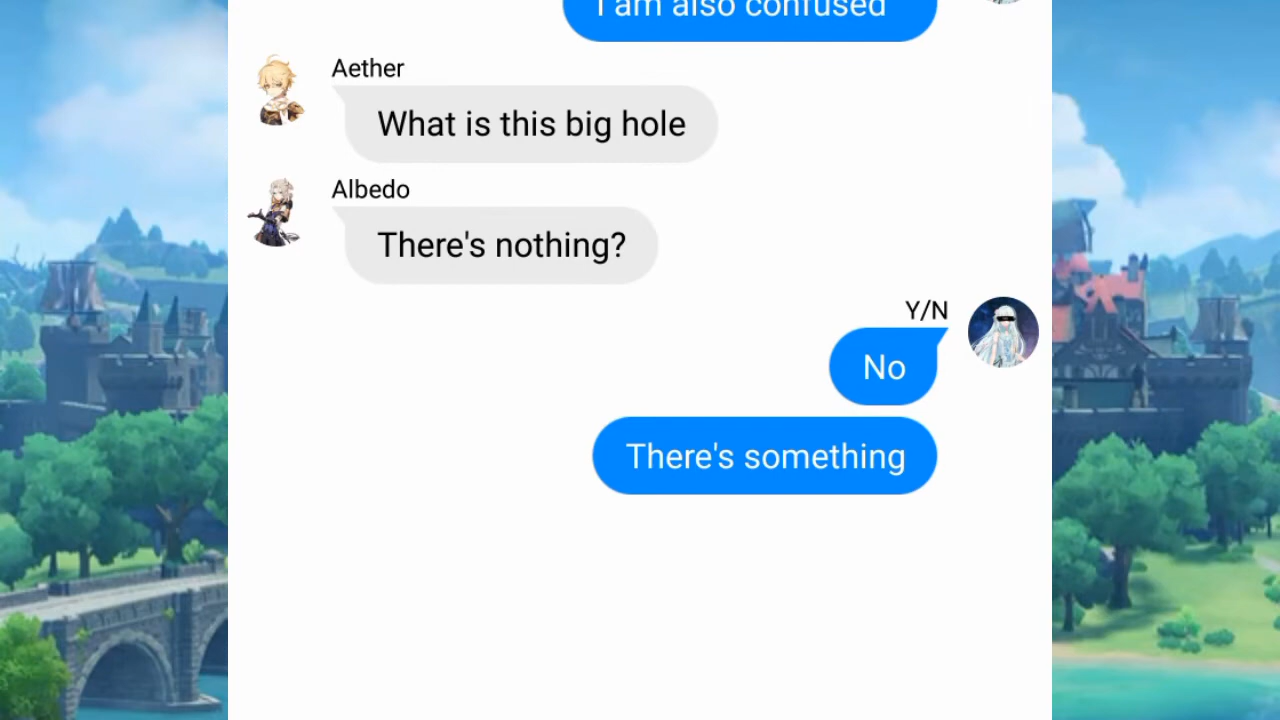 I am also confused
Aether
What is this big hole
Albedo
There's nothing?
Y/N
No
There's something